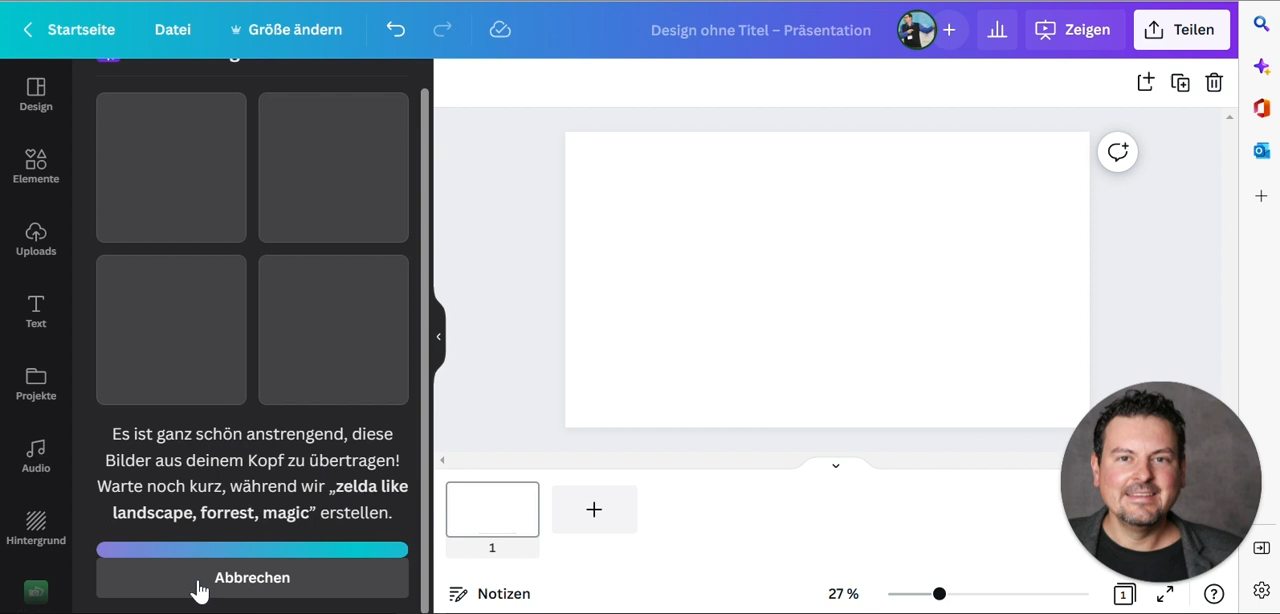 Startseite
Datei
Größe ändern
Design ohne Titel – Präsentation
Zeigen
Teilen
Design
Elemente
Uploads
Text
Projekte
Audio
Hintergrund
Es ist ganz schön anstrengend, diese
Bilder aus deinem Kopf zu übertragen!
Warte noch kurz, während wir „zelda like
landscape, forrest, magic” erstellen.
Abbrechen
1
Notizen
27 %
1